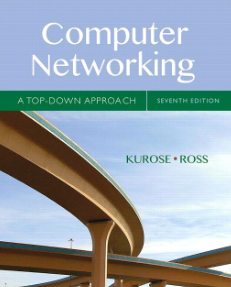 Computer
Networking
A TOP-DOWN APPROACH
SEVENTH EDITION
KUROSE • ROSS